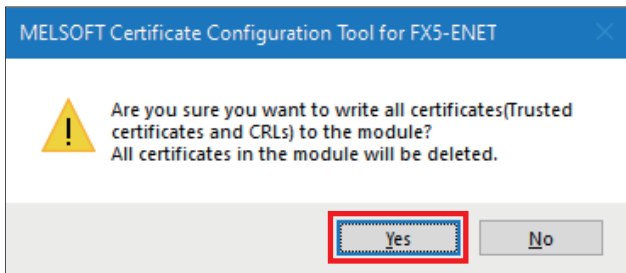 MELSOFT Certificate Configuration Tool for FX5-ENET
Are you sure you want to write all certificates(Trusted
certificates and CRLs) to the module?
All certificates in the module will be deleted.
Yes No